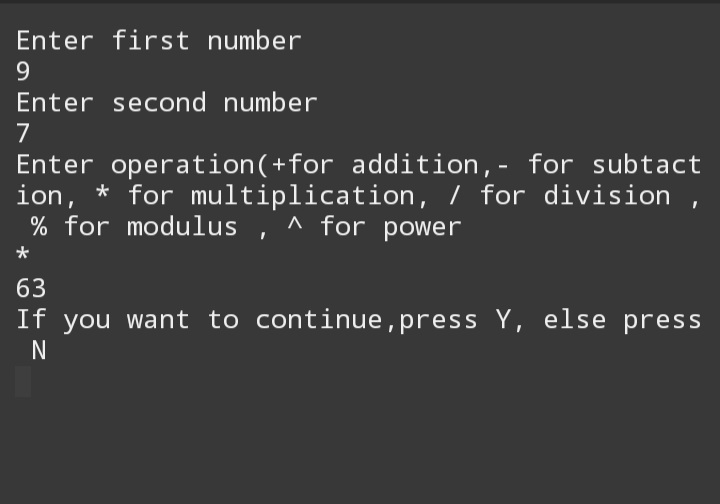 Enter first number
9
Enter second number
7
Enter operation(+for addition,- for subtact
ion, * for multiplication, / for division ,
 % for modulus , ^ for power
*
63
If you want to continue,press Y, else press
 N